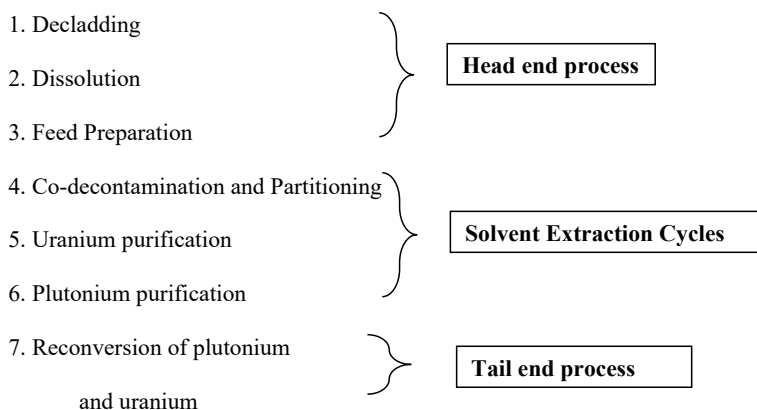 1. Decladding
2. Dissolution
3. Feed Preparation
Head end process
4. Co-decontamination and Partitioning
5. Uranium purification
6. Plutonium purification
Solvent Extraction Cycles
7. Reconversion of plutonium
and uranium
Tail end process